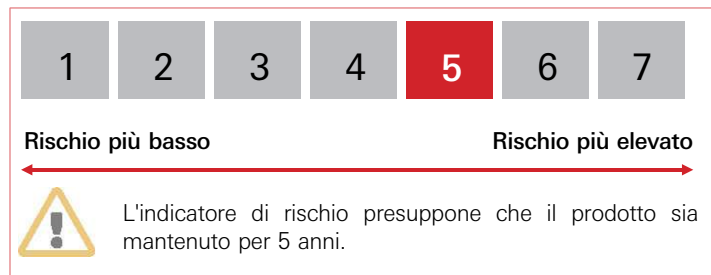 1 2 3 4 5 6 7
Rischio più basso Rischio più elevato
L'indicatore di rischio presuppone che il prodotto sia
mantenuto per 5 anni.